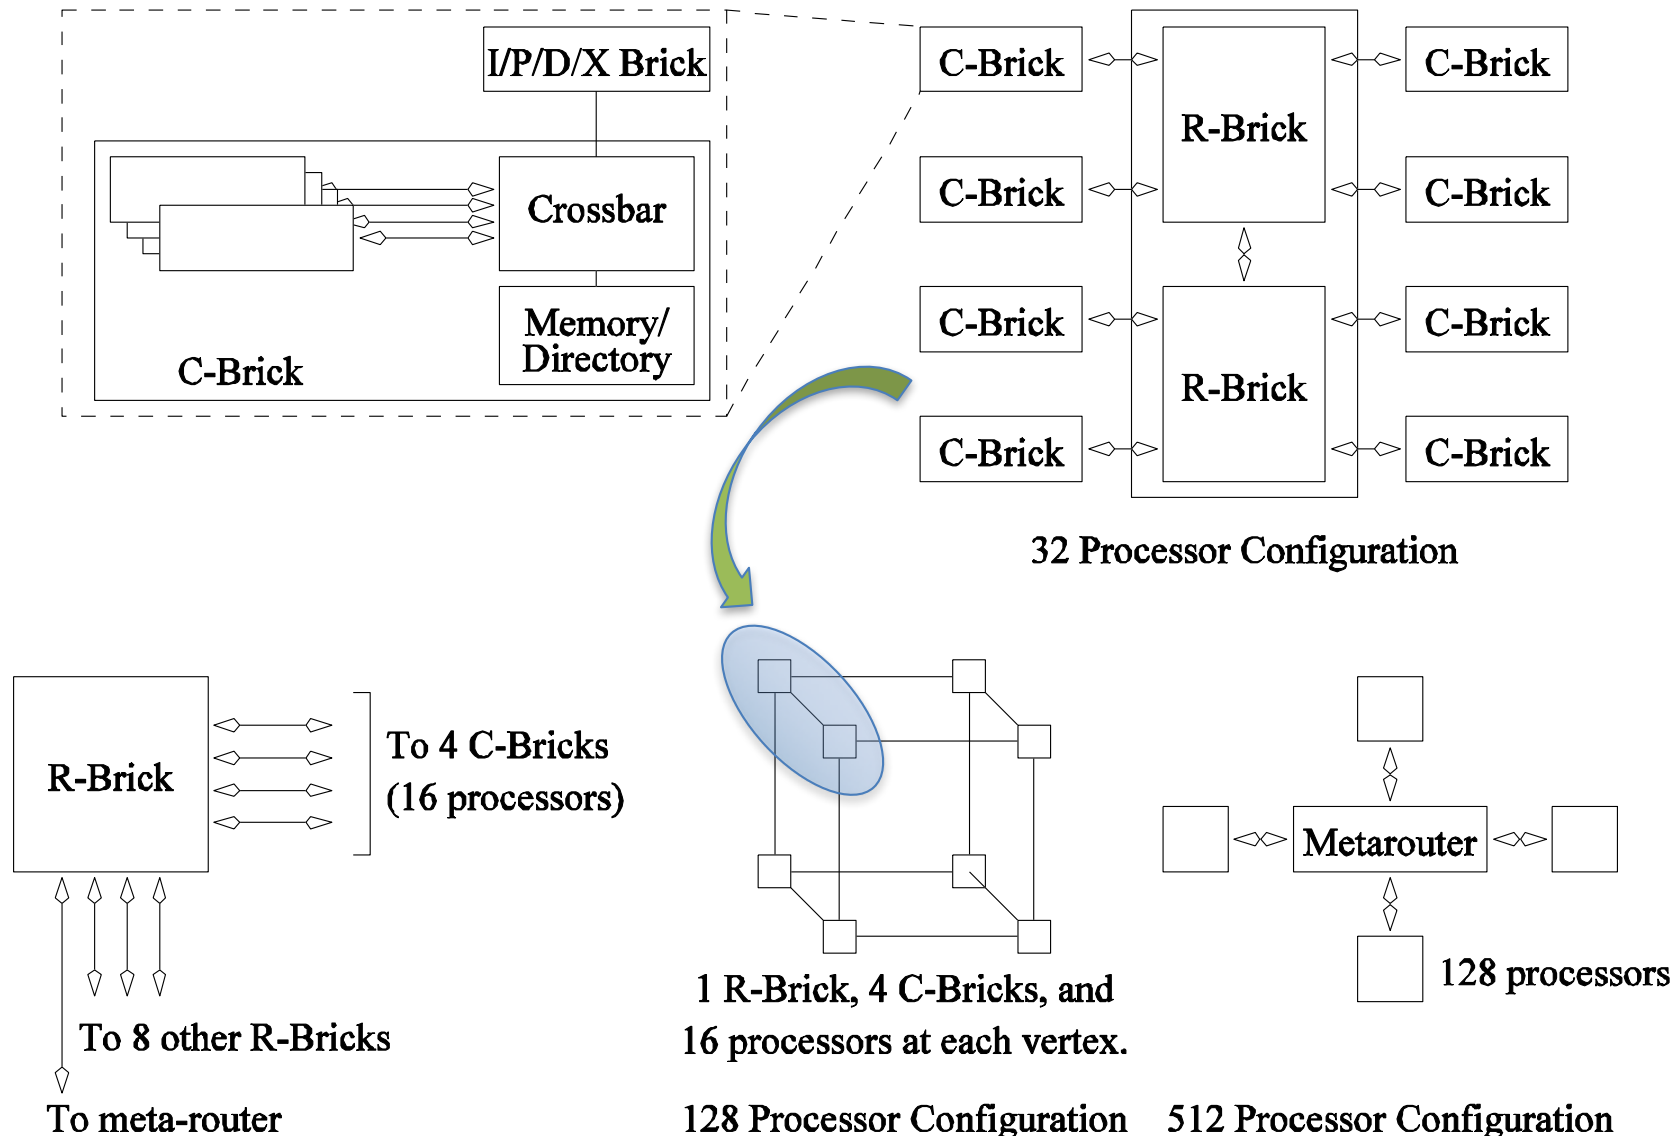 I/P/D/X Brick
Crossbar
Memory/
Directory
C-Brick
C-Brick
C-Brick
R-Brick
C-Brick
C-Brick
C-Brick
C-Brick
R-Brick
C-Brick
C-Brick
C-Brick
32 Processor Configuration
R-Brick
To 4 C-Bricks
(16 processors)
To 8 other R-Bricks
To meta-router
1 R-Brick, 4 C-Bricks, and
16 processors at each vertex.
128 Processor Configuration
Metarouter
128 processors
512 Processor Configuration